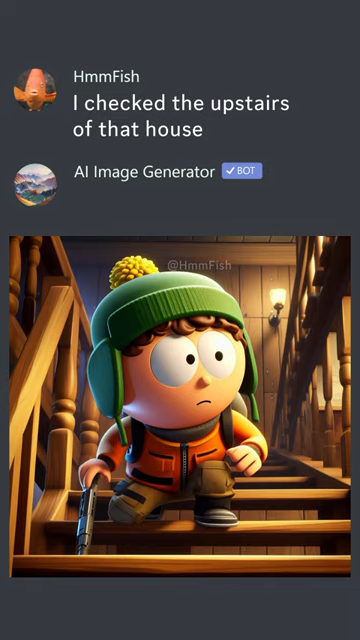 HmmFish
I checked the upstairs
of that house
AI Image Generator ✓ BOT
@HmmFish